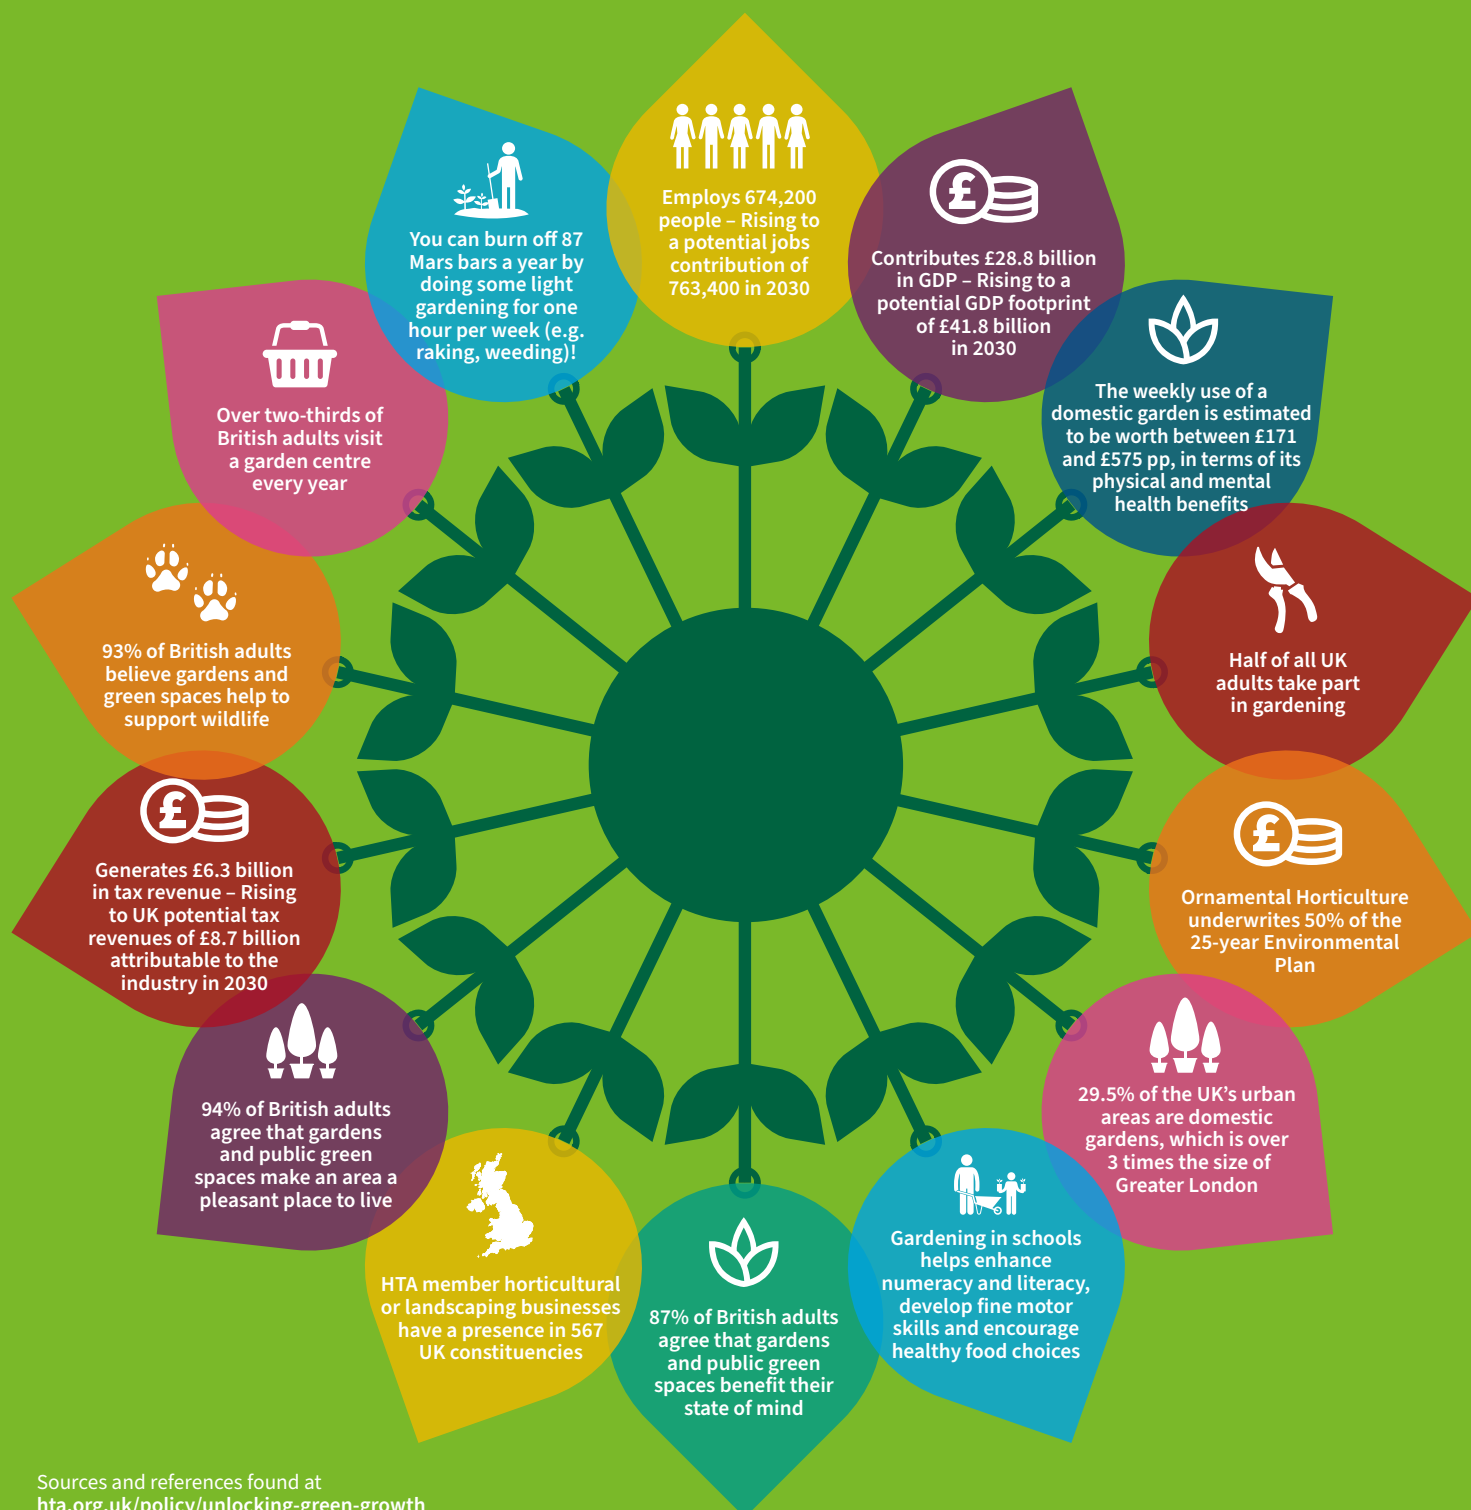 Employs 674,200
people – Rising to
a potential jobs
contribution of
763,400 in 2030
Contributes £28.8 billion
in GDP – Rising to a
potential GDP footprint
of £41.8 billion
in 2030
The weekly use of a
domestic garden is estimated
to be worth between £171
and £575 pp, in terms of its
physical and mental
health benefits
Half of all UK
adults take part
in gardening
Ornamental Horticulture
underwrites 50% of the
25-year Environmental
Plan
29.5% of the UK’s urban
areas are domestic
gardens, which is over
3 times the size of
Greater London
Gardening in schools
helps enhance
numeracy and literacy,
develop fine motor
skills and encourage
healthy food choices
87% of British adults
agree that gardens
and public green
spaces benefit their
state of mind
HTA member horticultural
or landscaping businesses
have a presence in 567
UK constituencies
94% of British adults
agree that gardens
and public green
spaces make an area a
pleasant place to live
Generates £6.3 billion
in tax revenue – Rising
to UK potential tax
revenues of £8.7 billion
attributable to the
industry in 2030
93% of British adults
believe gardens and
green spaces help to
support wildlife
Over two-thirds of
British adults visit
a garden centre
every year
You can burn off 87
Mars bars a year by
doing some light
gardening for one
hour per week (e.g.
raking, weeding)!
Sources and references found at
hta.org.uk/policy/unlocking-green-growth